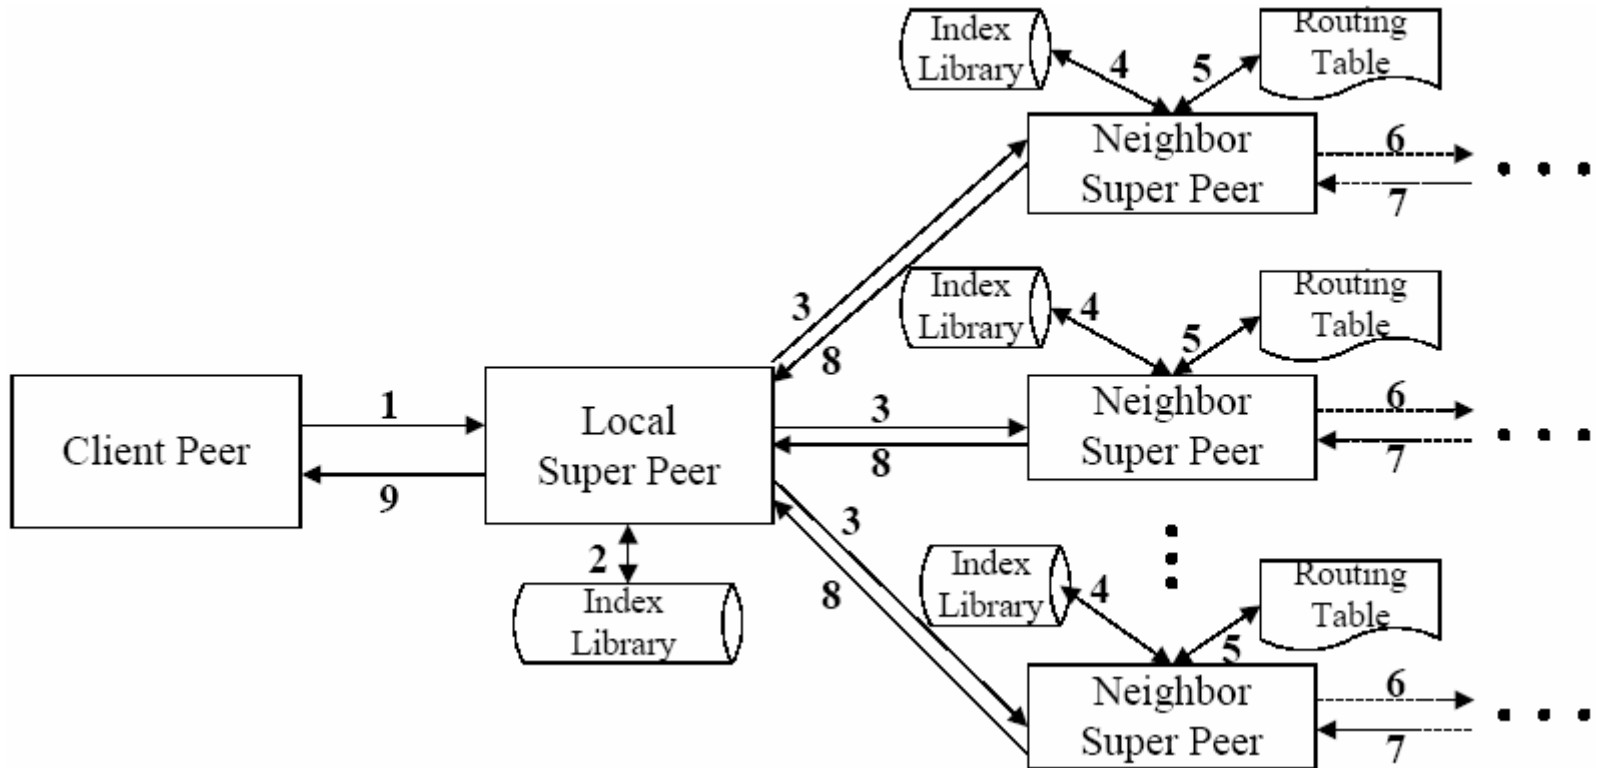 Index
Library
4
5
Routing
Table
Neighbor
Super Peer
6
7
3
8
Index
Library
4
5
Routing
Table
Client Peer
1
9
Local
Super Peer
3
8
Neighbor
Super Peer
6
7
2
Index
Library
3
8
Index
Library
4
5
Routing
Table
Neighbor
Super Peer
6
7